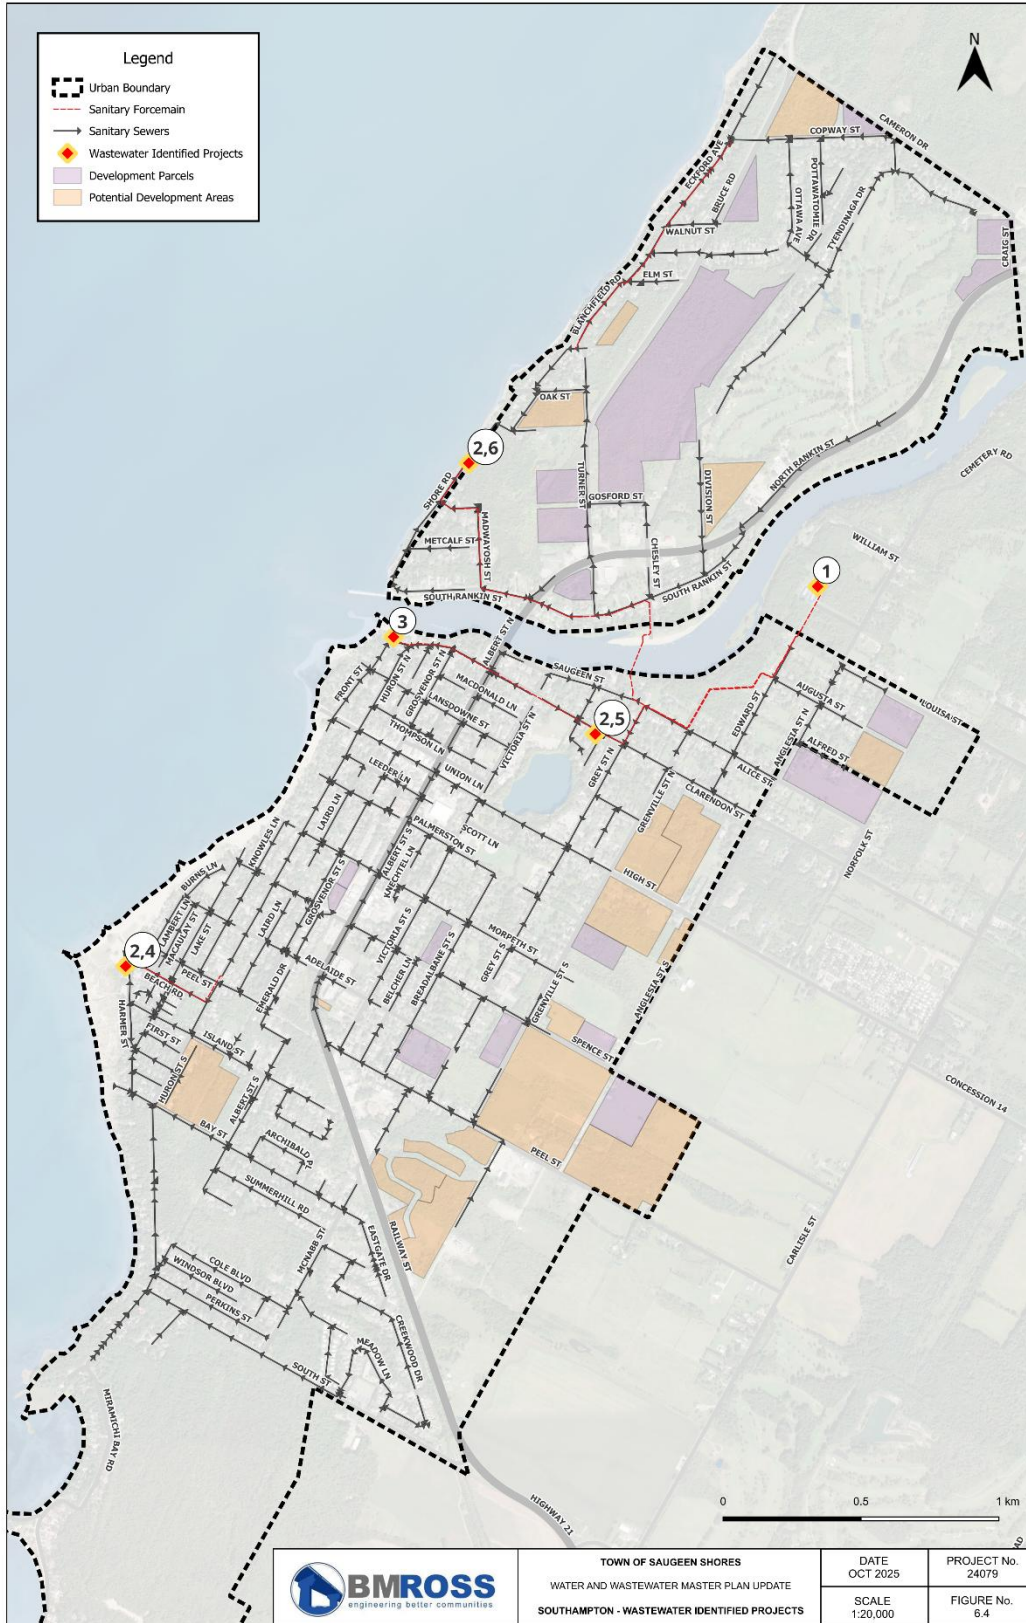 Legend
Urban Boundary
Sanitary Forcemain
Sanitary Sewers
Wastewater Identified Projects
Development Parcels
Potential Development Areas
N
COPWAY ST
CAMERON DR
ECKFORD AVE
BRUCE RD
OTTAWA AVE
POTTAWATOMIE DR
TYENDINAGA DR
WALNUT ST
CRAIG ST
ELM ST
BLANCHFIELD RD
OAK ST
2,6
SHORE RD
TURNER ST
NORTH RANKIN ST
CEMETERY RD
DIVISION ST
GOSFORD ST
MADWAYOSH ST
METCALF ST
CHESLEY ST
WILLIAM ST
SOUTH RANKIN ST
SOUTH RANKIN ST
1
3
ALBERT ST N
SAUGEEN ST
FRONT ST
HURON ST N
GROSVENOR ST N
MACDONALD LN
LANSDOWNE ST
VICTORIA ST N
2,5
EDWARD ST
AUGUSTA ST
LOUISA ST
ANGLESIA ST N
ALFRED ST
THOMPSON LN
LEEDER LN
UNION LN
GREY ST N
ALICE ST
CLARENDON ST
GRENVILLE ST N
LAIRD LN
PALMERSTON ST
SCOTT LN
KNOWLES LN
ALBERT ST S
KNECHTEL LN
HIGH ST
NORFOLK ST
BURNS LN
GROSVENOR ST S
LAMBERT LN
MACAULAY ST
LAKE ST
LAIRD LN
VICTORIA ST S
MORPETH ST
2,4
PEEL ST
BEACH RD
EMERALD DR
ADELAIDE ST
BELCHER LN
BREADALBANE ST S
GREY ST S
GRENVILLE ST S
ANGLESIA ST S
HARMER ST
FIRST ST
ISLAND ST
SPENCE ST
HURON ST S
ALBERT ST S
CONCESSION 14
BAY ST
ARCHIBALD PL
PEEL ST
SUMMERHILL RD
MCNABB ST
EASTGATE DR
RAILWAY ST
CARLISLE ST
COLE BLVD
WINDSOR BLVD
PERKINS ST
CREEKWOOD DR
MEADOW LN
SOUTH ST
MIRAMICHI BAY RD
HIGHWAY 21
0 0.5 1 km
BMROSS
engineering better communities
TOWN OF SAUGEEN SHORES
WATER AND WASTEWATER MASTER PLAN UPDATE
SOUTHAMPTON - WASTEWATER IDENTIFIED PROJECTS
DATE
OCT 2025
PROJECT No.
24079
SCALE
1:20,000
FIGURE No.
6.4